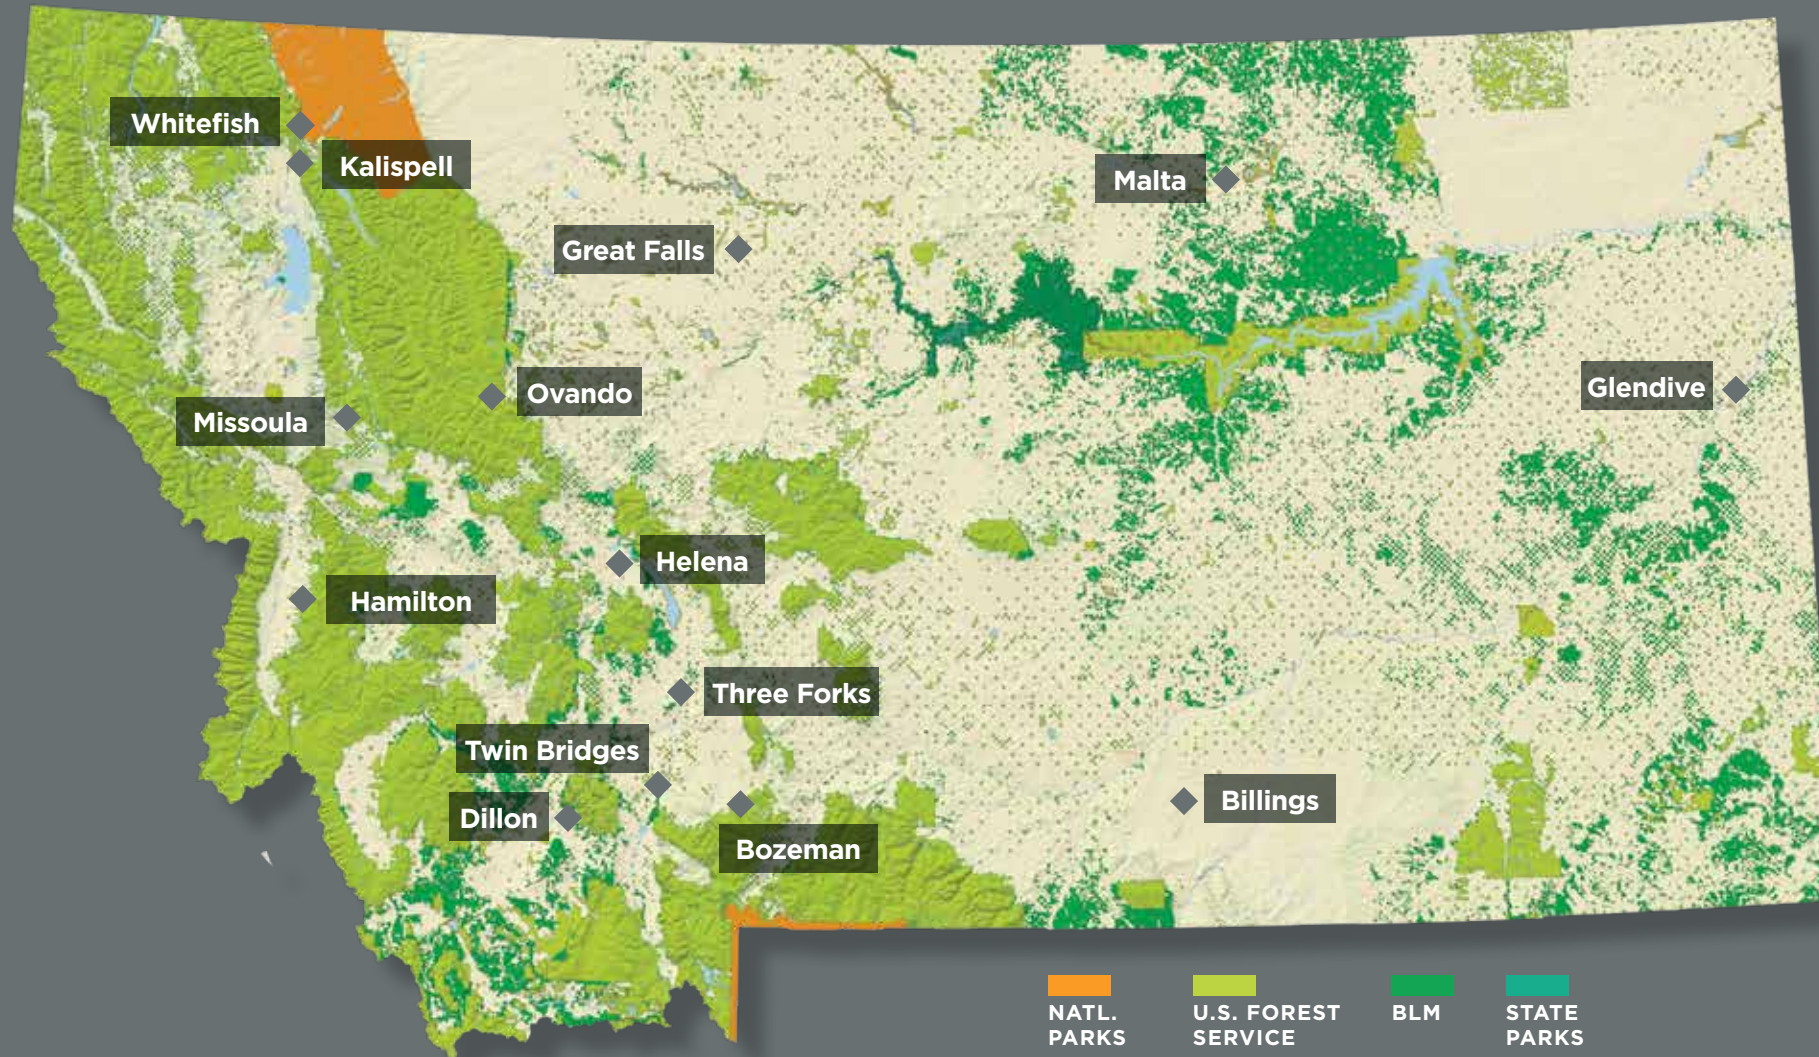 Whitefish
Kalispell
Malta
Great Falls
Glendive
Ovando
Missoula
Helena
Hamilton
Three Forks
Twin Bridges
Dillon
Billings
Bozeman
NATL.
PARKS
U.S. FOREST
SERVICE
BLM
STATE
PARKS